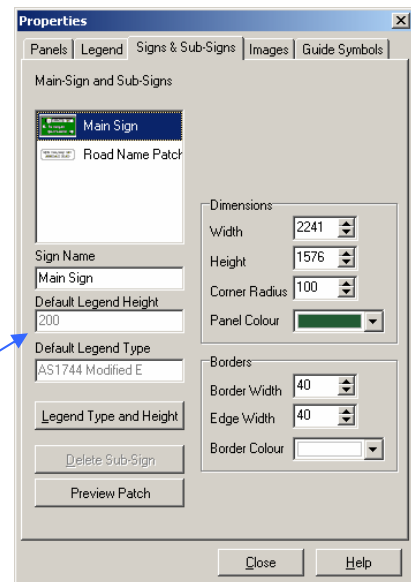 Properties
Panels Legend Signs & Sub-Signs Images Guide Symbols
Main-Sign and Sub-Signs
Main Sign
Road Name Patch
Sign Name
Main Sign
Default Legend Height
200
Default Legend Type
AS1744 Modified E
Legend Type and Height
Delete Sub-Sign
Preview Patch
Dimensions
Width 2241
Height 1576
Corner Radius 100
Panel Colour
Borders
Border Width 40
Edge Width 40
Border Colour
Close Help